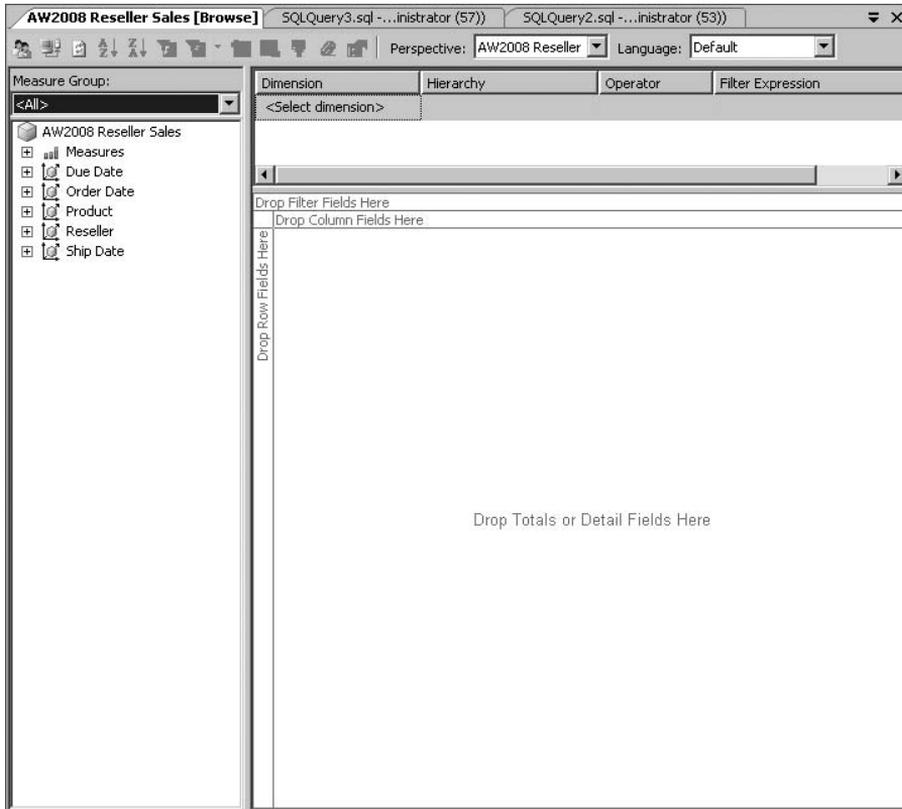 AW2008 Reseller Sales [Browse] SQLQuery3.sql -...inistrator (57)) SQLQuery2.sql -...inistrator (53))
Perspective: AW2008 Reseller Language: Default
Measure Group:
<All>
AW2008 Reseller Sales
Measures
Due Date
Order Date
Product
Reseller
Ship Date
Dimension Hierarchy Operator Filter Expression
<Select dimension>
Drop Filter Fields Here
Drop Column Fields Here
Drop Row Fields Here
Drop Totals or Detail Fields Here